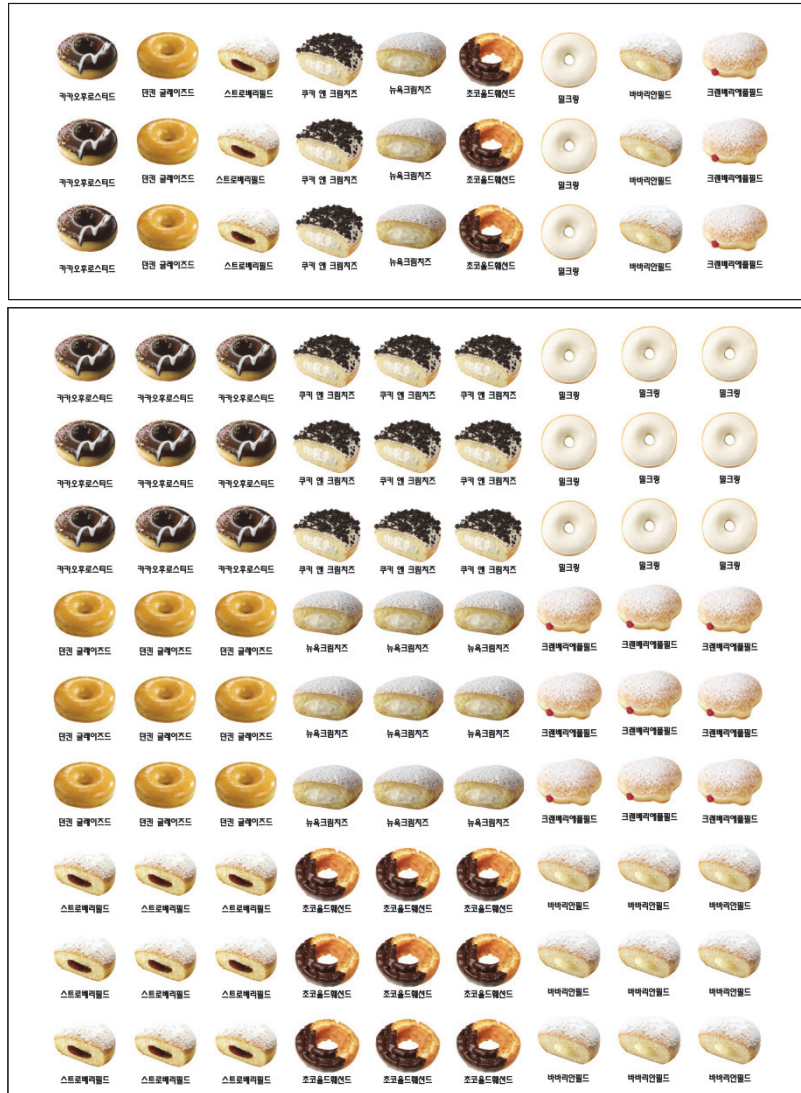 카카오후로스티드 던킨 글레이즈드 스트로베리필드 쿠키 앤 크림치즈 뉴욕크림치즈 초코올드훼션드 밀크링 바바리안필드 크랜베리애플필드
카카오후로스티드 던킨 글레이즈드 스트로베리필드 쿠키 앤 크림치즈 뉴욕크림치즈 초코올드훼션드 밀크링 바바리안필드 크랜베리애플필드
카카오후로스티드 던킨 글레이즈드 스트로베리필드 쿠키 앤 크림치즈 뉴욕크림치즈 초코올드훼션드 밀크링 바바리안필드 크랜베리애플필드
카카오후로스티드 카카오후로스티드 카카오후로스티드 쿠키 앤 크림치즈 쿠키 앤 크림치즈 쿠키 앤 크림치즈 밀크링 밀크링 밀크링
카카오후로스티드 카카오후로스티드 카카오후로스티드 쿠키 앤 크림치즈 쿠키 앤 크림치즈 쿠키 앤 크림치즈 밀크링 밀크링 밀크링
카카오후로스티드 카카오후로스티드 카카오후로스티드 쿠키 앤 크림치즈 쿠키 앤 크림치즈 쿠키 앤 크림치즈 밀크링 밀크링 밀크링
던킨 글레이즈드 던킨 글레이즈드 던킨 글레이즈드 뉴욕크림치즈 뉴욕크림치즈 뉴욕크림치즈 크랜베리애플필드 크랜베리애플필드 크랜베리애플필드
던킨 글레이즈드 던킨 글레이즈드 던킨 글레이즈드 뉴욕크림치즈 뉴욕크림치즈 뉴욕크림치즈 크랜베리애플필드 크랜베리애플필드 크랜베리애플필드
던킨 글레이즈드 던킨 글레이즈드 던킨 글레이즈드 뉴욕크림치즈 뉴욕크림치즈 뉴욕크림치즈 크랜베리애플필드 크랜베리애플필드 크랜베리애플필드
스트로베리필드 스트로베리필드 스트로베리필드 초코올드훼션드 초코올드훼션드 초코올드훼션드 바바리안필드 바바리안필드 바바리안필드
스트로베리필드 스트로베리필드 스트로베리필드 초코올드훼션드 초코올드훼션드 초코올드훼션드 바바리안필드 바바리안필드 바바리안필드
스트로베리필드 스트로베리필드 스트로베리필드 초코올드훼션드 초코올드훼션드 초코올드훼션드 바바리안필드 바바리안필드 바바리안필드